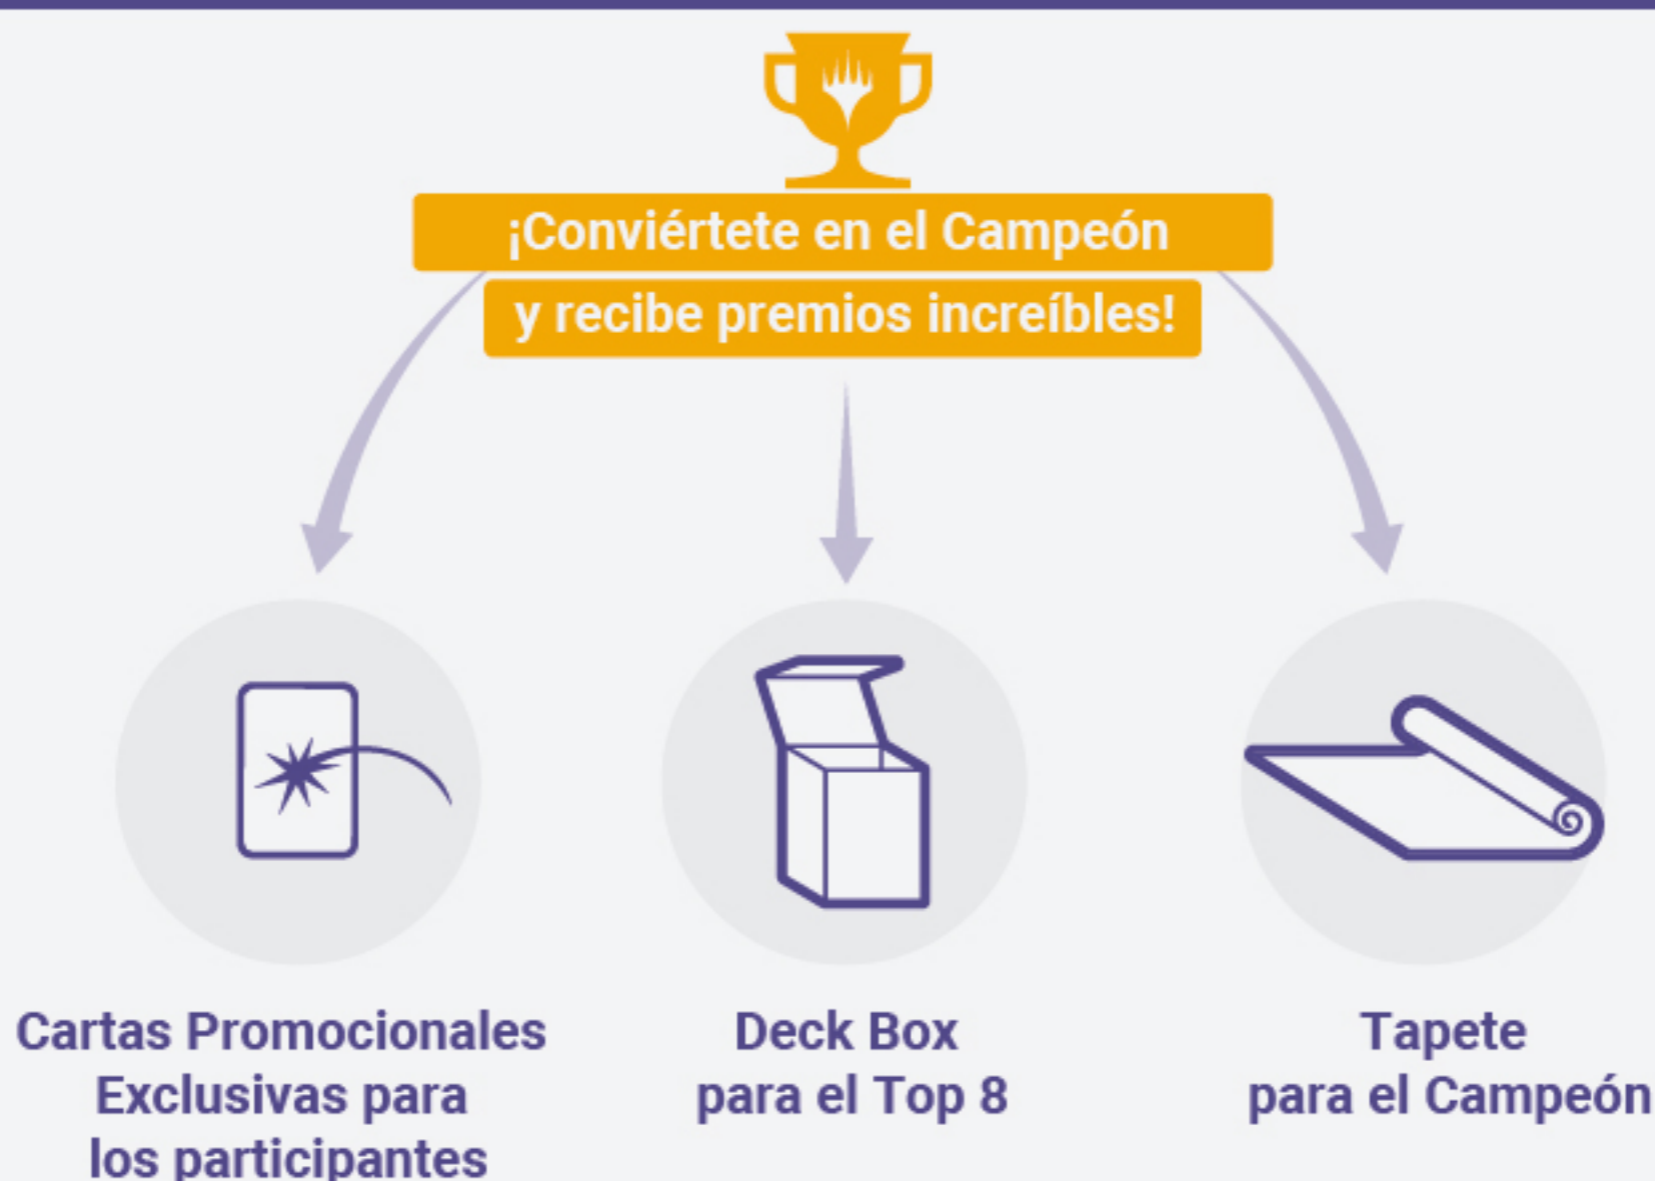 ¡Conviértete en el Campeón
y recibe premios increíbles!
Cartas Promocionales
Exclusivas para
los participantes
Deck Box
para el Top 8
Tapete
para el Campeón